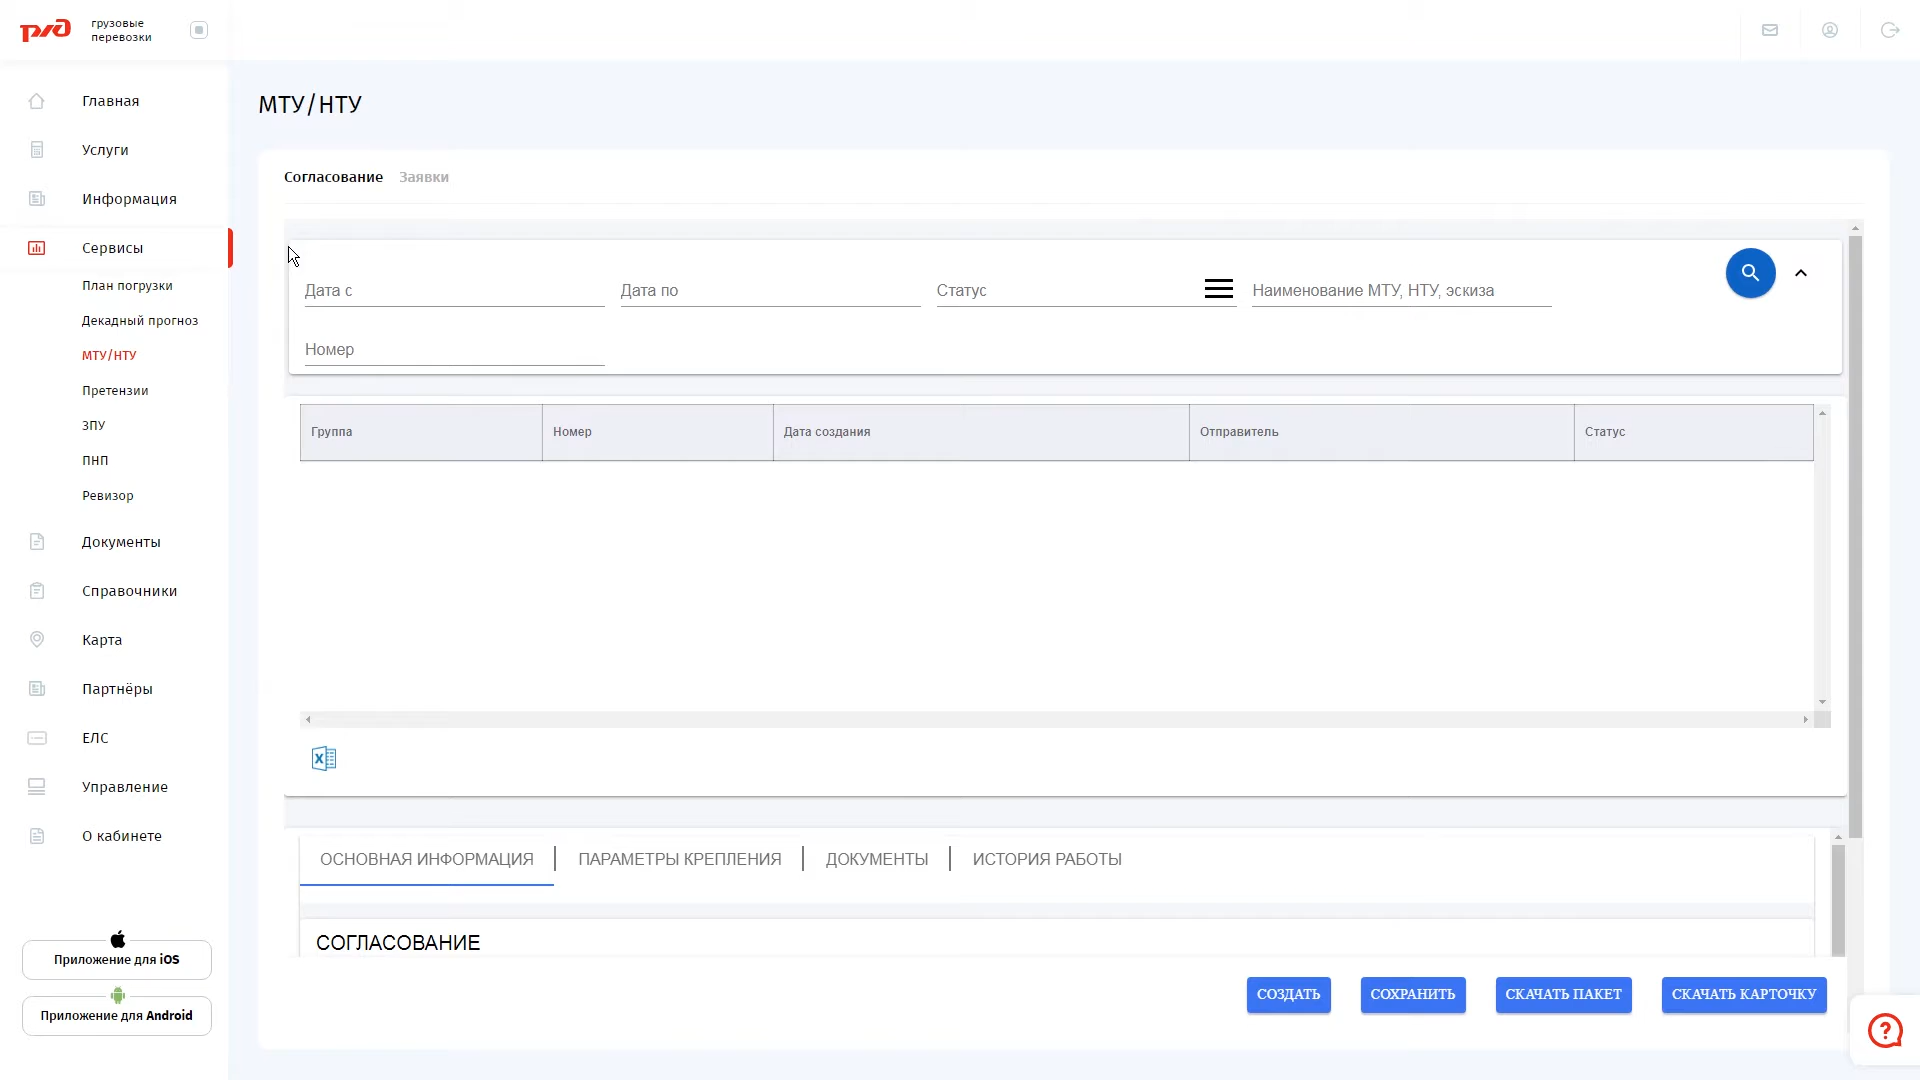 ржд
грузовые
перевозки
Главная
Услуги
Информация
Сервисы
План погрузки
Декадный прогноз
МТУ/НТУ
Претензии
ЗПУ
ПНП
Ревизор
Документы
Справочники
Карта
Партнёры
ЕЛС
Управление
О кабинете
Приложение для iOS
Приложение для Android
МТУ/НТУ
Согласование Заявки
Дата с Дата по Статус Наименование МТУ, НТУ, эскиза
Номер
Группа Номер Дата создания Отправитель Статус
ОСНОВНАЯ ИНФОРМАЦИЯ ПАРАМЕТРЫ КРЕПЛЕНИЯ ДОКУМЕНТЫ ИСТОРИЯ РАБОТЫ
СОГЛАСОВАНИЕ
СОЗДАТЬ СОХРАНИТЬ СКАЧАТЬ ПАКЕТ СКАЧАТЬ КАРТОЧКУ